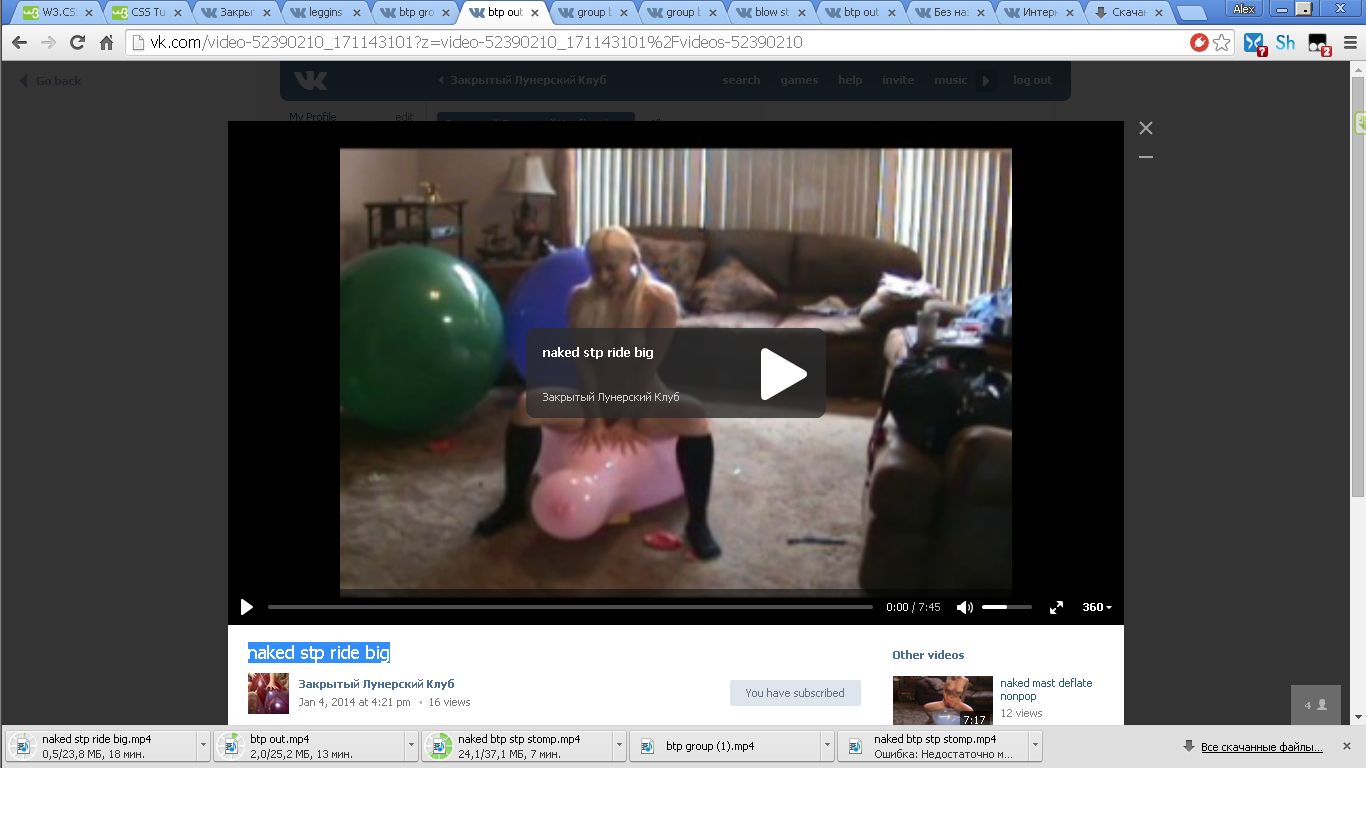 W3.CS
CSS Tu
Закры
leggins
btp gro
btp out
group b
group b
blow st
btp out
Без на
Интер
Скача
Alex
vk.com/video-52390210_171143101?z=video-52390210_171143101%2Fvideos-52390210
Sh
?
2
Go back
Закрытый Лунерский Клуб
search
games
help
invite
music
log out
My Profile
edit
naked stp ride big
Закрытый Лунерский Клуб
0:00 / 7:45
360
naked stp ride big
Закрытый Лунерский Клуб
Jan 4, 2014 at 4:21 pm • 16 views
You have subscribed
Other videos
naked mast deflate
nonpop
12 views
7:17
4
naked stp ride big.mp4
0,5/23,8 МБ, 18 мин.
btp out.mp4
2,0/25,2 МБ, 13 мин.
naked btp stp stomp.mp4
24,1/37,1 МБ, 7 мин.
btp group (1).mp4
naked btp stp stomp.mp4
Ошибка: Недостаточно м...
Все скачанные файлы...